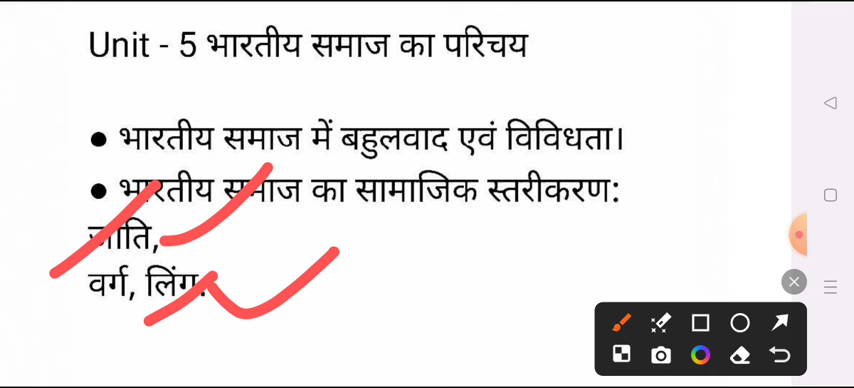 Unit - 5 भारतीय समाज का परिचय
● भारतीय समाज में बहुलवाद एवं विविधता।
● भारतीय समाज का सामाजिक स्तरीकरण:
जाति,
वर्ग, लिंग.